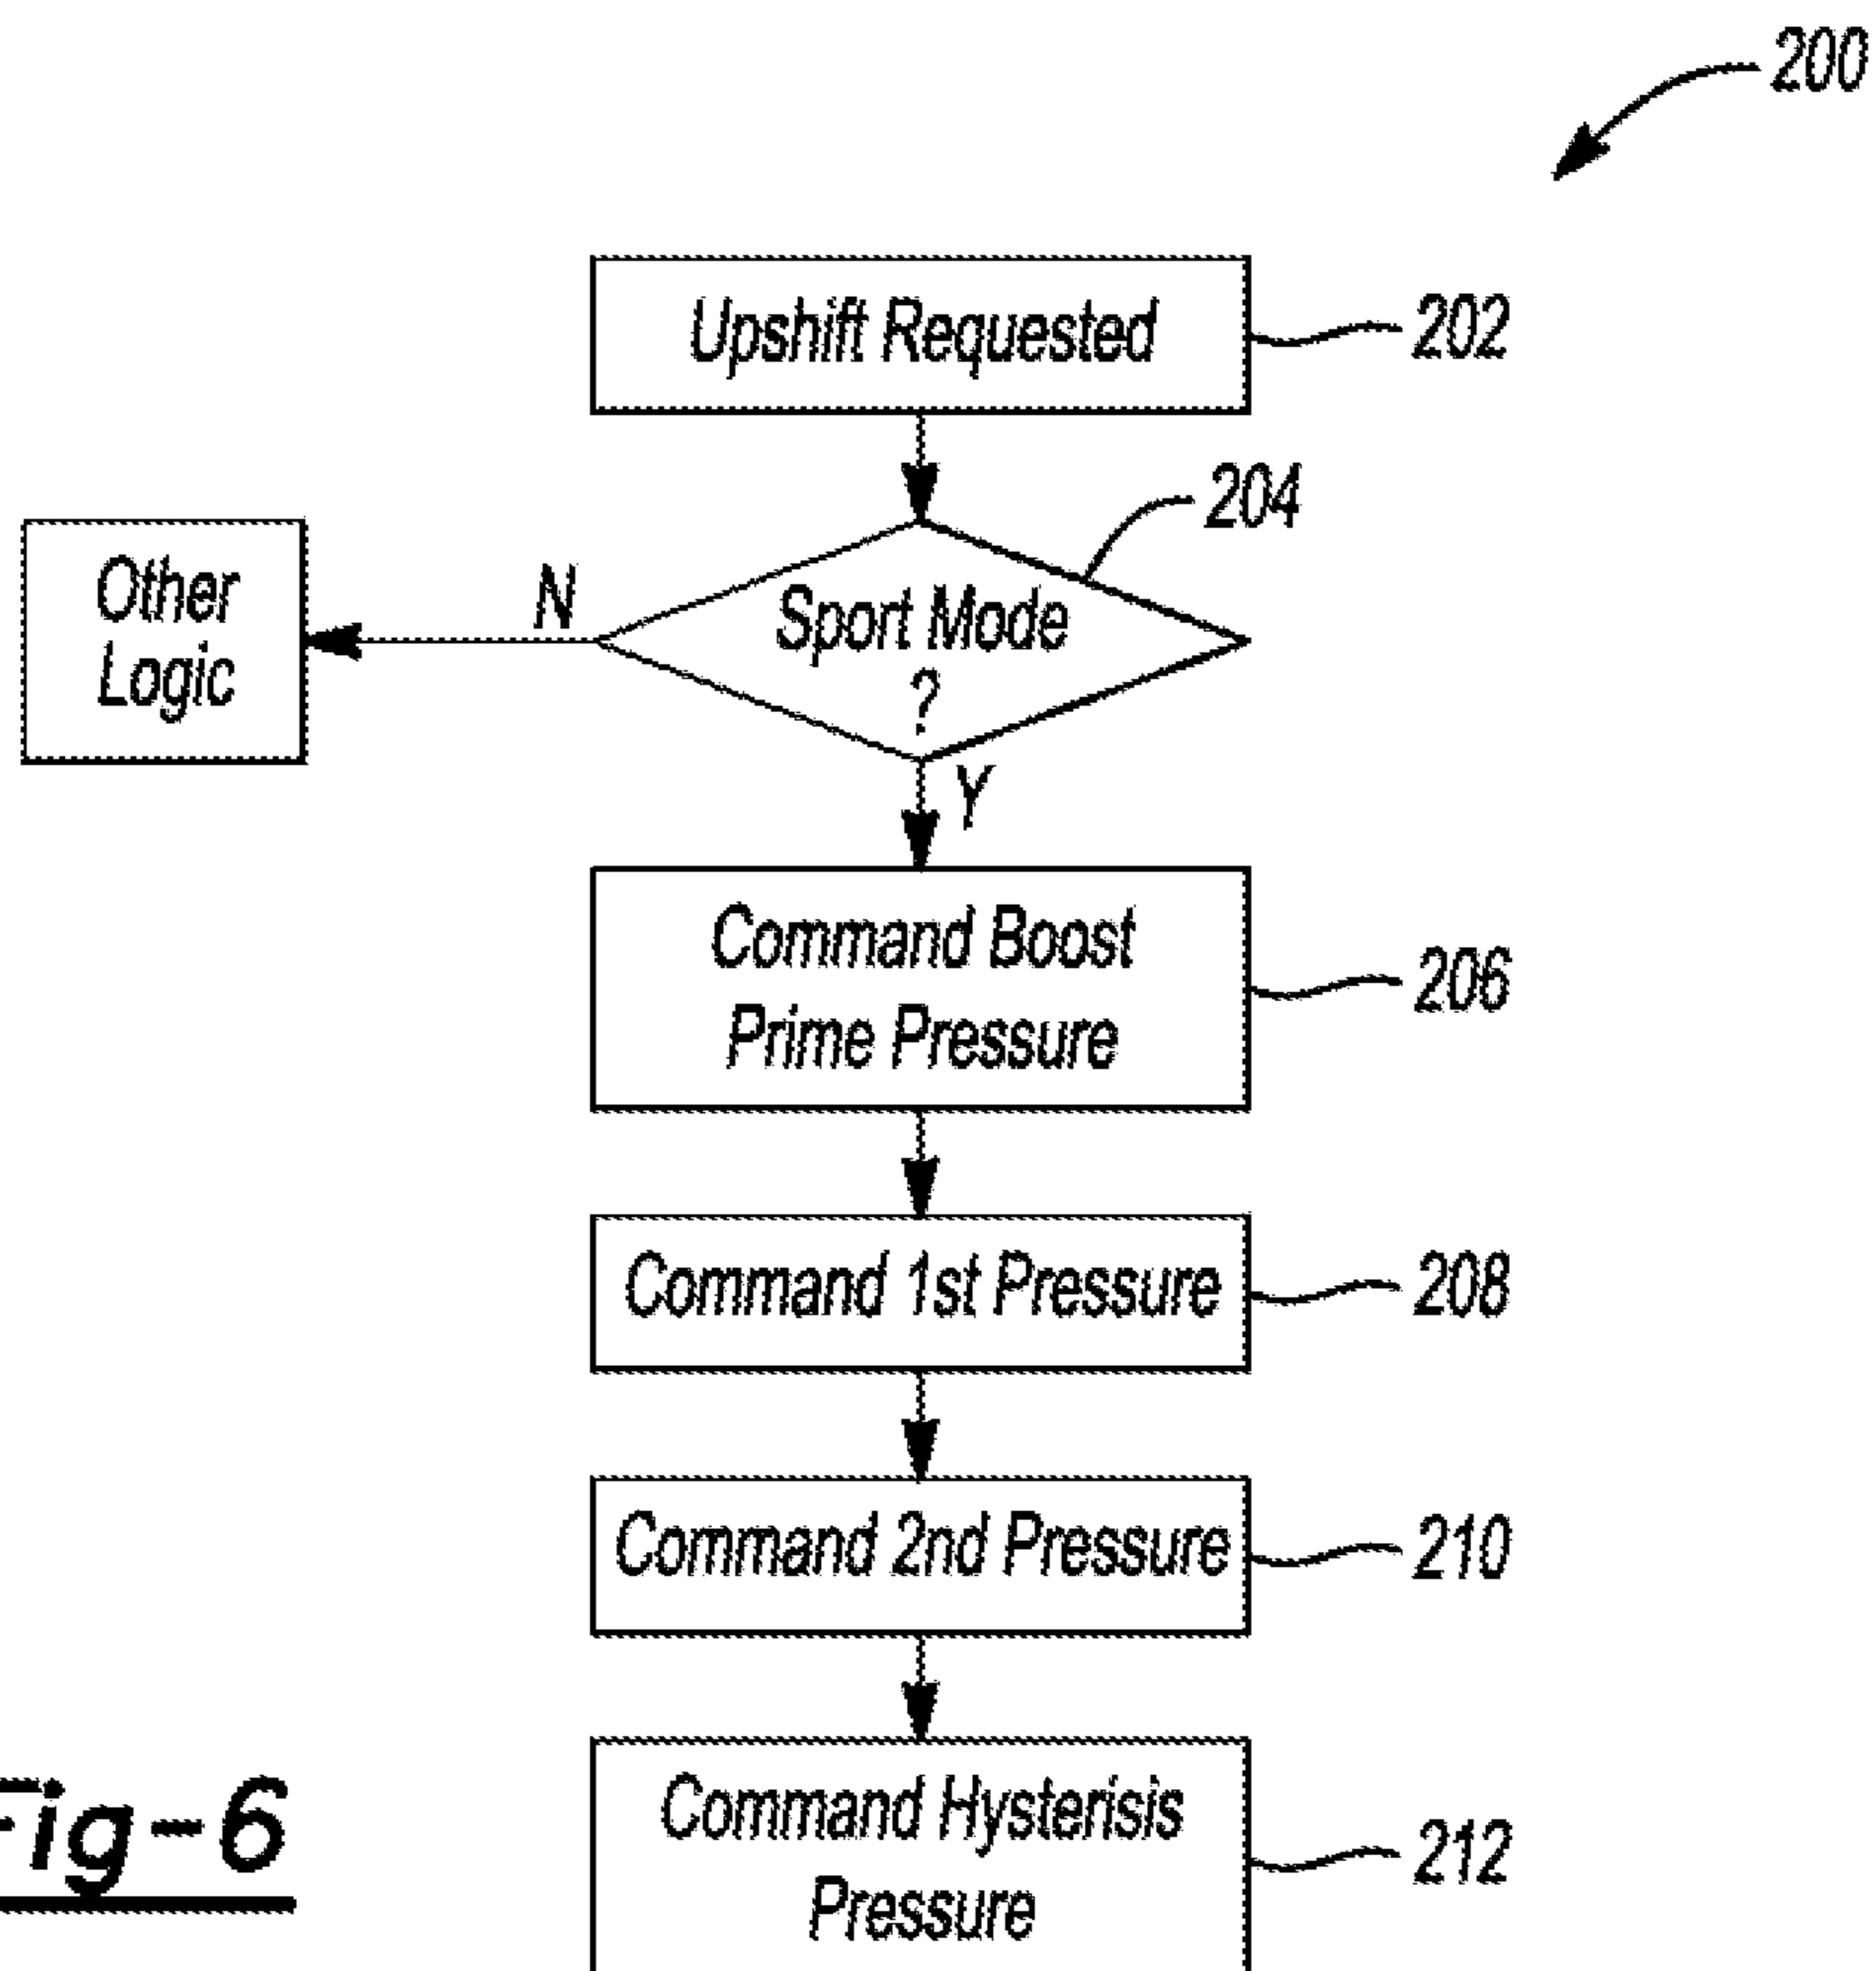 200
Upshift Requested
202
204
Other
Logic
N
Sport Mode
?
Y
Command Boost
Prime Pressure
206
Command 1st Pressure
208
Command 2nd Pressure
210
Command Hysterisis
Pressure
212
Fig-6